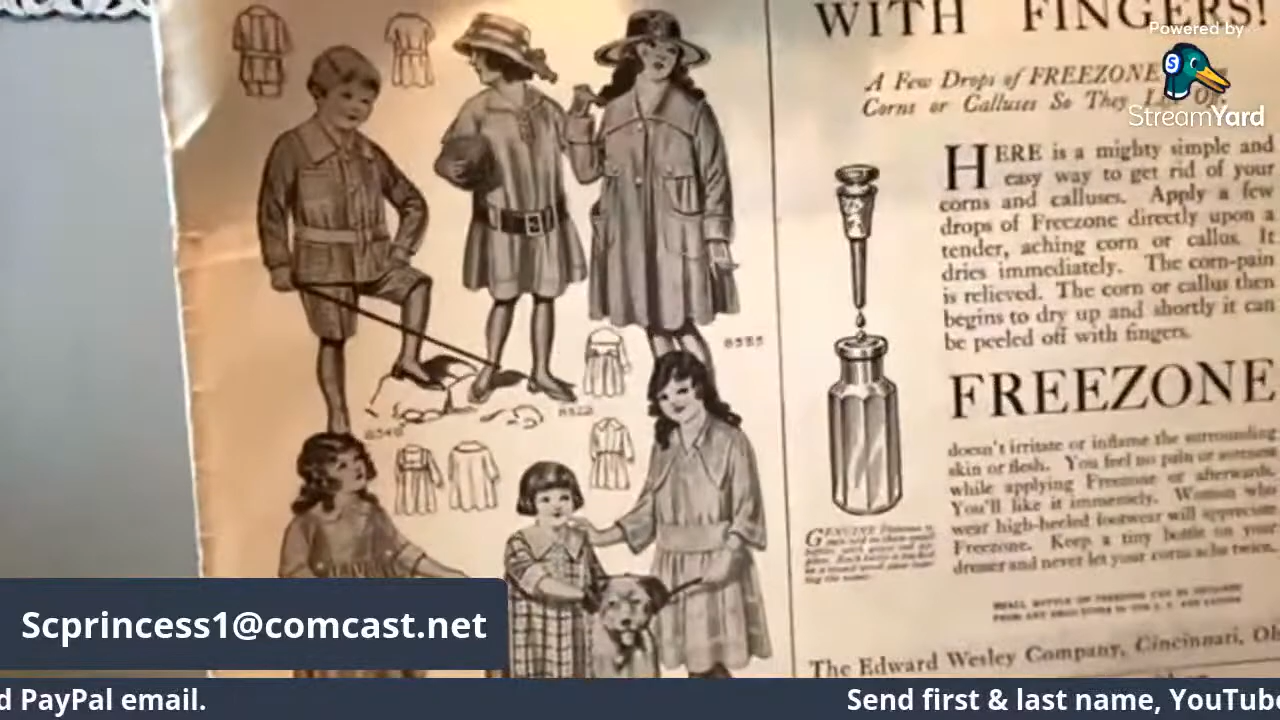 WITH FINGERS!
Powered by
StreamYard
A Few Drops of FREEZONE
Corns or Calluses So They
HERE is a mighty simple and
easy way to get rid of your
corns and calluses. Apply a few
drops of Freezone directly upon a
tender, aching corn or callus. It
dries immediately. The corn-pain
is relieved. The corn or callus then
begins to dry up and shortly it can
be peeled off with fingers.
FREEZONE
doesn't irritate or inflame the surrounding
skin or flesh. You feel no pain or soreness
while applying Freezone or afterwards.
You'll like it immensely. Women who
wear high-heeled footwear will appreciate
Freezone. Keep a tiny bottle on your
dresser and never let your corns ache twice.
The Edward Wesley Company, Cincinnati,
GENUINE
Scprincess1@comcast.net
d PayPal email.
Send first & last name, YouTube